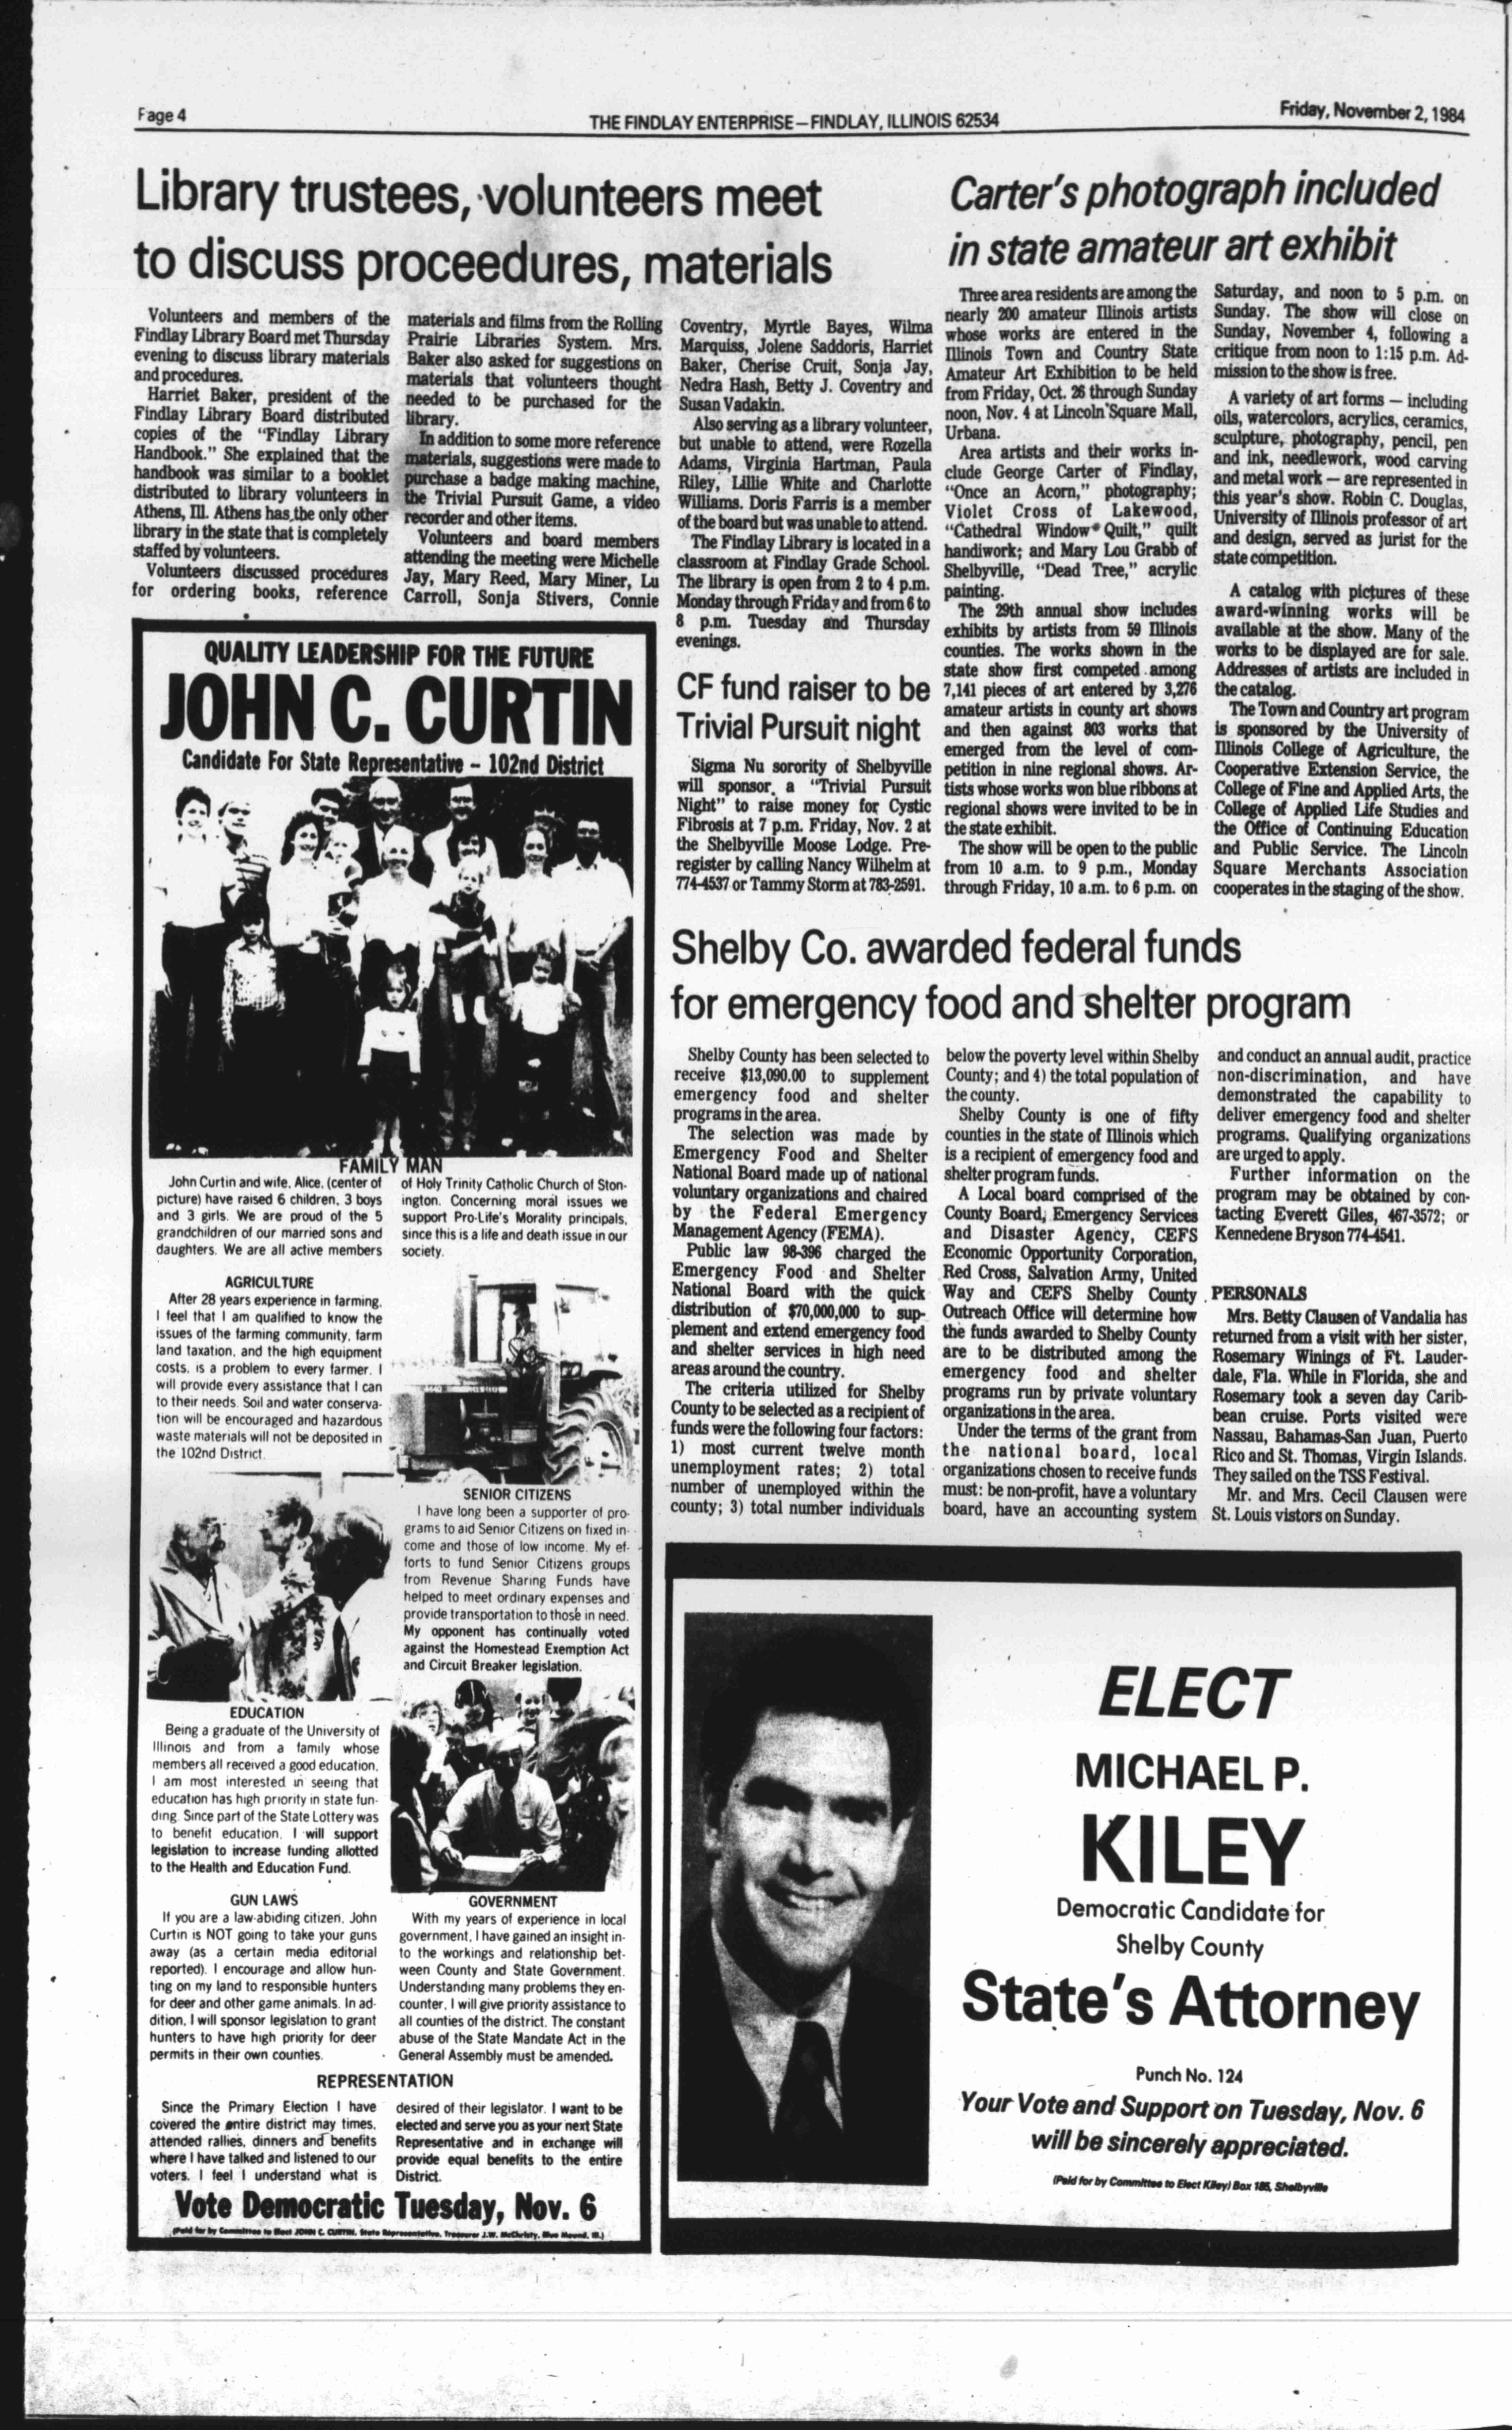 Page 4
THE FINDLAY ENTERPRISE—FINDLAY, ILLINOIS 62534
Friday, November 2, 1984
Library trustees, volunteers meet
to discuss proceedures, materials
Volunteers and members of the
Findlay Library Board met Thursday
evening to discuss library materials
and procedures.
Harriet Baker, president of the
Findlay Library Board distributed
copies of the "Findlay Library
Handbook." She explained that the
handbook was similar to a booklet
distributed to library volunteers in
Athens, Ill. Athens has the only other
library in the state that is completely
staffed by volunteers.
Volunteers discussed procedures
for ordering books, reference
materials and films from the Rolling
Prairie Libraries System. Mrs.
Baker also asked for suggestions on
materials that volunteers thought
needed to be purchased for the
library.
In addition to some more reference
materials, suggestions were made to
purchase a badge making machine,
the Trivial Pursuit Game, a video
recorder and other items.
Volunteers and board members
attending the meeting were Michelle
Jay, Mary Reed, Mary Miner, Lu
Carroll, Sonja Stivers, Connie
Coventry, Myrtle Bayes, Wilma
Marquiss, Jolene Saddoris, Harriet
Baker, Cherise Cruit, Sonja Jay,
Nedra Hash, Betty J. Coventry and
Susan Vadakin.
Also serving as a library volunteer,
but unable to attend, were Rozella
Adams, Virginia Hartman, Paula
Riley, Lillie White and Charlotte
Williams. Doris Farris is a member
of the board but was unable to attend.
The Findlay Library is located in a
classroom at Findlay Grade School.
The library is open from 2 to 4 p.m.
Monday through Friday and from 6 to
8 p.m. Tuesday and Thursday
evenings.
Carter's photograph included
in state amateur art exhibit
Three area residents are among the
nearly 200 amateur Illinois artists
whose works are entered in the
Illinois Town and Country State
Amateur Art Exhibition to be held
from Friday, Oct. 26 through Sunday
noon, Nov. 4 at Lincoln Square Mall,
Urbana.
Area artists and their works in-
clude George Carter of Findlay,
"Once an Acorn," photography;
Violet Cross of Lakewood,
"Cathedral Window Quilt," quilt
handiwork; and Mary Lou Grabb of
Shelbyville, "Dead Tree," acrylic
painting.
The 29th annual show includes
exhibits by artists from 59 Illinois
counties. The works shown in the
state show first competed among
7,141 pieces of art entered by 3,276
amateur artists in county art shows
and then against 803 works that
emerged from the level of com-
petition in nine regional shows. Ar-
tists whose works won blue ribbons at
regional shows were invited to be in
the state exhibit.
The show will be open to the public
from 10 a.m. to 9 p.m., Monday
through Friday, 10 a.m. to 6 p.m. on
Saturday, and noon to 5 p.m. on
Sunday. The show will close on
Sunday, November 4, following a
critique from noon to 1:15 p.m. Ad-
mission to the show is free.
A variety of art forms — including
oils, watercolors, acrylics, ceramics,
sculpture, photography, pencil, pen
and ink, needlework, wood carving
and metal work — are represented in
this year's show. Robin C. Douglas,
University of Illinois professor of art
and design, served as jurist for the
state competition.
A catalog with pictures of these
award-winning works will be
available at the show. Many of the
works to be displayed are for sale.
Addresses of artists are included in
the catalog.
The Town and Country art program
is sponsored by the University of
Illinois College of Agriculture, the
Cooperative Extension Service, the
College of Fine and Applied Arts, the
College of Applied Life Studies and
the Office of Continuing Education
and Public Service. The Lincoln
Square Merchants Association
cooperates in the staging of the show.
CF fund raiser to be
Trivial Pursuit night
Sigma Nu sorority of Shelbyville
will sponsor a "Trivial Pursuit
Night" to raise money for Cystic
Fibrosis at 7 p.m. Friday, Nov. 2 at
the Shelbyville Moose Lodge. Pre-
register by calling Nancy Wilhelm at
774-4537 or Tammy Storm at 783-2591.
QUALITY LEADERSHIP FOR THE FUTURE
JOHN C. CURTIN
Candidate For State Representative - 102nd District
FAMILY MAN
John Curtin and wife, Alice, (center of
picture) have raised 6 children, 3 boys
and 3 girls. We are proud of the 5
grandchildren of our married sons and
daughters. We are all active members
of Holy Trinity Catholic Church of Ston-
ington. Concerning moral issues we
support Pro-Life's Morality principals,
since this is a life and death issue in our
society.
AGRICULTURE
After 28 years experience in farming,
I feel that I am qualified to know the
issues of the farming community, farm
land taxation, and the high equipment
costs, is a problem to every farmer. I
will provide every assistance that I can
to their needs. Soil and water conserva-
tion will be encouraged and hazardous
waste materials will not be deposited in
the 102nd District.
SENIOR CITIZENS
I have long been a supporter of pro-
grams to aid Senior Citizens on fixed in-
come and those of low income. My ef-
forts to fund Senior Citizens groups
from Revenue Sharing Funds have
helped to meet ordinary expenses and
provide transportation to those in need.
My opponent has continually voted
against the Homestead Exemption Act
and Circuit Breaker legislation.
EDUCATION
Being a graduate of the University of
Illinois and from a family whose
members all received a good education,
I am most interested in seeing that
education has high priority in state fun-
ding. Since part of the State Lottery was
to benefit education, I will support
legislation to increase funding allotted
to the Health and Education Fund.
GUN LAWS
If you are a law-abiding citizen, John
Curtin is NOT going to take your guns
away (as a certain media editorial
reported). I encourage and allow hun-
ting on my land to responsible hunters
for deer and other game animals. In ad-
dition, I will sponsor legislation to grant
hunters to have high priority for deer
permits in their own counties.
GOVERNMENT
With my years of experience in local
government, I have gained an insight in-
to the workings and relationship bet-
ween County and State Government.
Understanding many problems they en-
counter, I will give priority assistance to
all counties of the district. The constant
abuse of the State Mandate Act in the
General Assembly must be amended.
REPRESENTATION
Since the Primary Election I have
covered the entire district may times,
attended rallies, dinners and benefits
where I have talked and listened to our
voters. I feel I understand what is
desired of their legislator. I want to be
elected and serve you as your next State
Representative and in exchange will
provide equal benefits to the entire
District.
Vote Democratic Tuesday, Nov. 6
(Paid for by Committee to Elect JOHN C. CURTIN, State Representative, Treasurer J.W. McChristy, Blue Mound, Ill.)
Shelby Co. awarded federal funds
for emergency food and shelter program
Shelby County has been selected to
receive $13,090.00 to supplement
emergency food and shelter
programs in the area.
The selection was made by
Emergency Food and Shelter
National Board made up of national
voluntary organizations and chaired
by the Federal Emergency
Management Agency (FEMA).
Public law 98-396 charged the
Emergency Food and Shelter
National Board with the quick
distribution of $70,000,000 to sup-
plement and extend emergency food
and shelter services in high need
areas around the country.
The criteria utilized for Shelby
County to be selected as a recipient of
funds were the following four factors:
1) most current twelve month
unemployment rates; 2) total
number of unemployed within the
county; 3) total number individuals
below the poverty level within Shelby
County; and 4) the total population of
the county.
Shelby County is one of fifty
counties in the state of Illinois which
is a recipient of emergency food and
shelter program funds.
A Local board comprised of the
County Board, Emergency Services
and Disaster Agency, CEFS
Economic Opportunity Corporation,
Red Cross, Salvation Army, United
Way and CEFS Shelby County
Outreach Office will determine how
the funds awarded to Shelby County
are to be distributed among the
emergency food and shelter
programs run by private voluntary
organizations in the area.
Under the terms of the grant from
the national board, local
organizations chosen to receive funds
must: be non-profit, have a voluntary
board, have an accounting system
and conduct an annual audit, practice
non-discrimination, and have
demonstrated the capability to
deliver emergency food and shelter
programs. Qualifying organizations
are urged to apply.
Further information on the
program may be obtained by con-
tacting Everett Giles, 467-3572; or
Kennedene Bryson 774-4541.
PERSONALS
Mrs. Betty Clausen of Vandalia has
returned from a visit with her sister,
Rosemary Winings of Ft. Lauder-
dale, Fla. While in Florida, she and
Rosemary took a seven day Carib-
bean cruise. Ports visited were
Nassau, Bahamas-San Juan, Puerto
Rico and St. Thomas, Virgin Islands.
They sailed on the TSS Festival.
Mr. and Mrs. Cecil Clausen were
St. Louis vistors on Sunday.
ELECT
MICHAEL P.
KILEY
Democratic Candidate for
Shelby County
State's Attorney
Punch No. 124
Your Vote and Support on Tuesday, Nov. 6
will be sincerely appreciated.
(Paid for by Committee to Elect Kiley) Box 185, Shelbyville